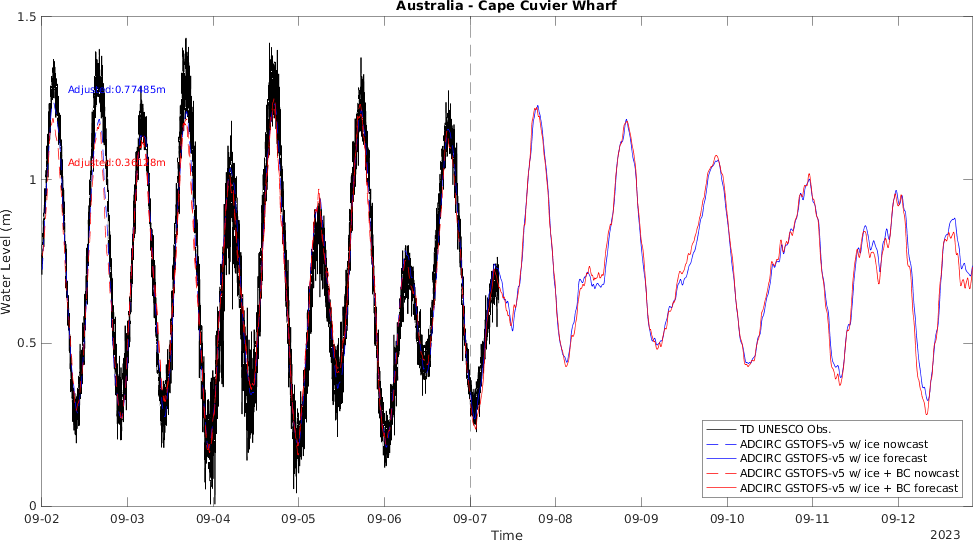 Australia - Cape Cuvier Wharf
1.5
Adjusted:0.77485m
Adjusted:0.36128m
1
Water Level (m)
0.5
TD UNESCO Obs.
ADCIRC GSTOFS-v5 w/ ice nowcast
ADCIRC GSTOFS-v5 w/ ice forecast
ADCIRC GSTOFS-v5 w/ ice + BC nowcast
ADCIRC GSTOFS-v5 w/ ice + BC forecast
0
09-02 09-03 09-04 09-05 09-06 09-07 09-08 09-09 09-10 09-11 09-12
Time
2023